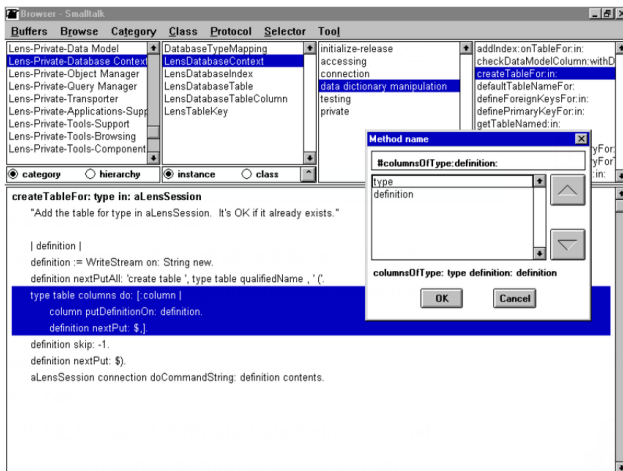 Browser - Smalltalk
Buffers Browse Category Class Protocol Selector Tool
Lens-Private-Data Model
Lens-Private-Database Context
Lens-Private-Object Manager
Lens-Private-Query Manager
Lens-Private-Transporter
Lens-Private-Applications-Supp
Lens-Private-Tools-Support
Lens-Private-Tools-Browsing
Lens-Private-Tools-Component
category hierarchy
DatabaseTypeMapping
LensDatabaseContext
LensDatabaseIndex
LensDatabaseTable
LensDatabaseTableColumn
LensTableKey
instance class
initialize-release
accessing
connection
data dictionary manipulation
testing
private
addIndex:onTableFor:in:
checkDataModelColumn:withD
createTableFor:in:
defaultTableNameFor:
defineForeignKeysFor:in:
definePrimaryKeyFor:in:
getTableNamed:in:
yFor:
yForT
:in:
Method name
#columnsOfType:definition:
type
definition
columnsOfType: type definition: definition
OK Cancel
createTableFor: type in: aLensSession
"Add the table for type in aLensSession. It's OK if it already exists."
| definition |
definition := WriteStream on: String new.
definition nextPutAll: 'create table ', type table qualifiedName , ' ('.
type table columns do: [:column |
column putDefinitionOn: definition.
definition nextPut: $,].
definition skip: -1.
definition nextPut: $).
aLensSession connection doCommandString: definition contents.